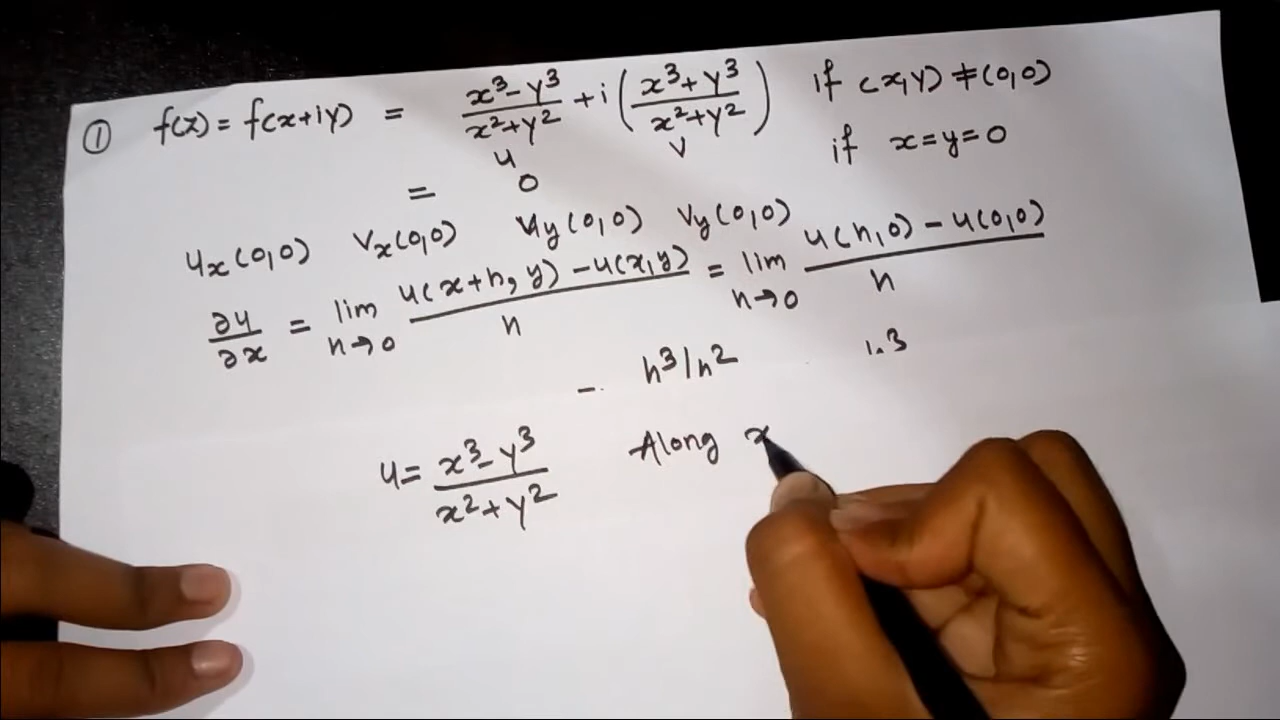 ① f(z) = f(x+iy) = x³-y³/x²+y² + i(x³+y³/x²+y²) if (x,y) ≠ (0,0)
u v
= 0 if x=y=0
ux(0,0) vx(0,0) uy(0,0) vy(0,0)
∂u/∂x = lim h→0 u(x+h, y) - u(x,y)/h = lim h→0 u(h,0) - u(0,0)/h
- h³/h²
u = x³-y³/x²+y² Along x